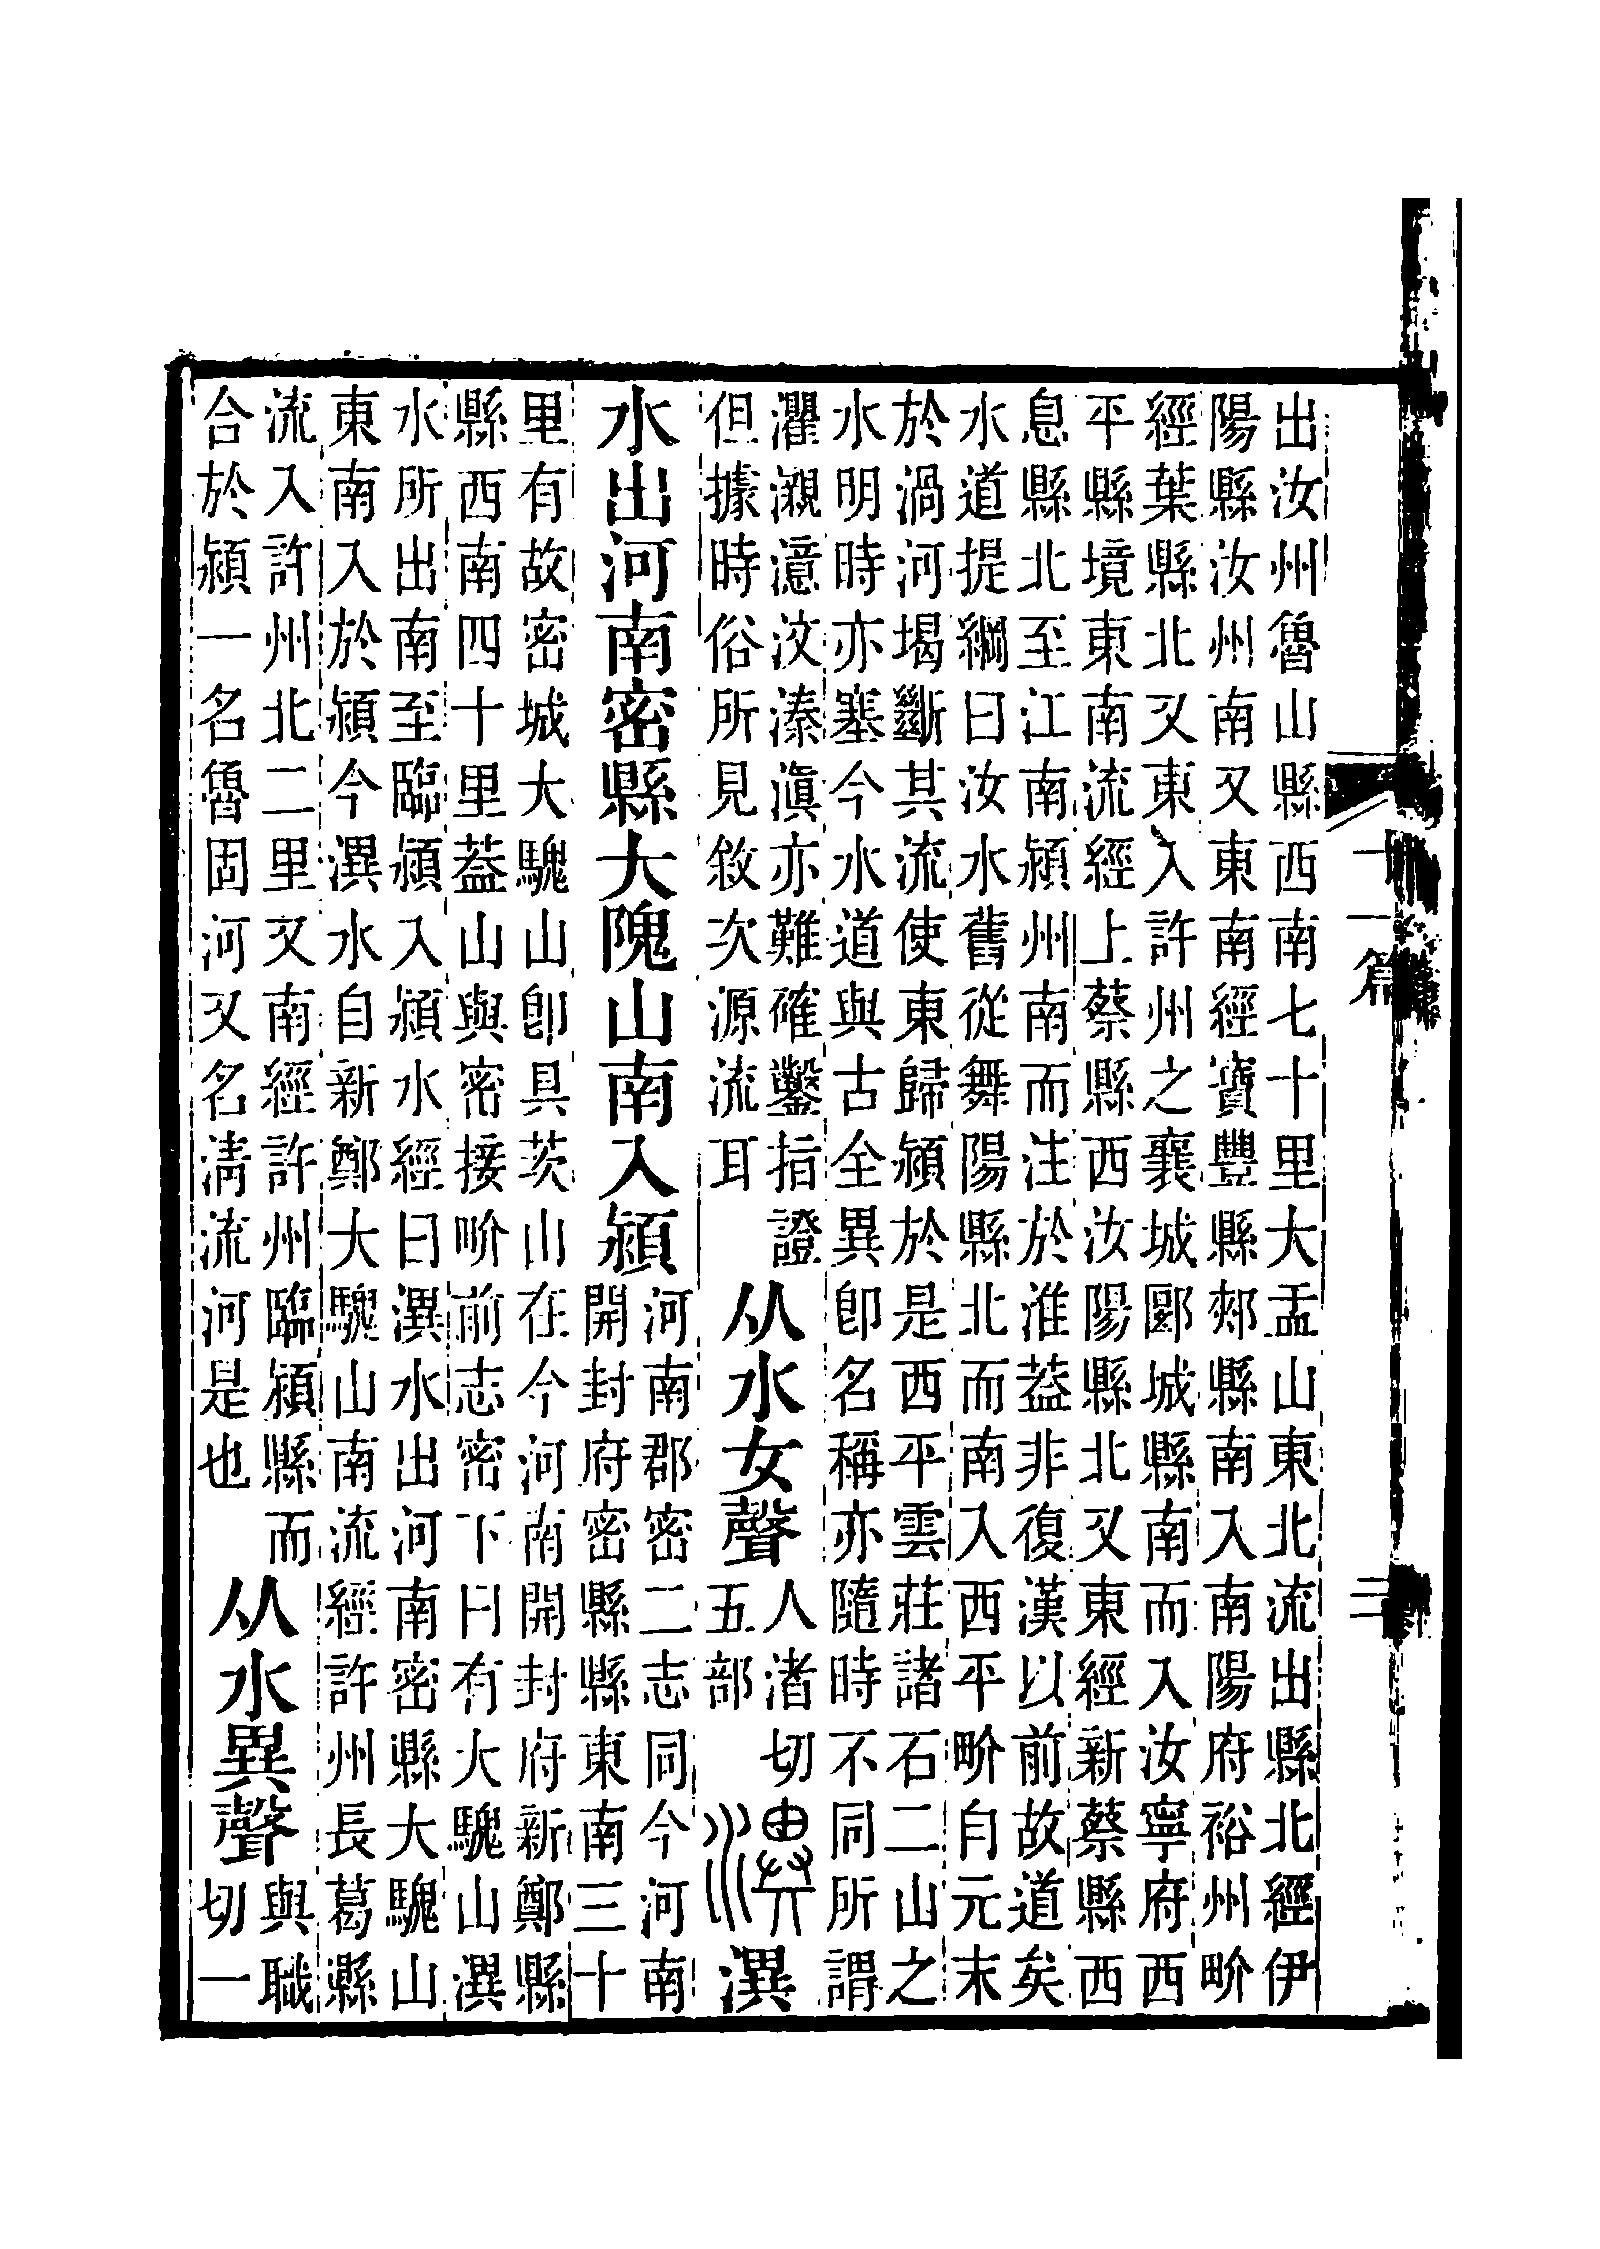 出汝州魯山縣西南七十里大盂山東北流出縣北經伊
陽縣汝州南又東南經寶豐縣郟縣南入南陽府裕州畍
經葉縣北又東入許州之襄城郾城縣南而入汝寧府西
平縣境東南流經上蔡縣西汝陽縣北又東經新蔡縣西
息縣北至江南潁州南而注於淮葢非復漢以前故道矣
水道提綱曰汝水舊從舞陽縣北而南入西平畍自元末
於渦河堨斷其流使東歸潁於是西平雲莊諸石二山之
水明時亦塞今水道與古全異卽名稱亦隨時不同所謂
濯瀙澺汶溱滇亦難確鑿指證
但據時俗所見敘次源流耳
从水女聲
人渚切
五部
潩
水出河南密縣大隗山南入潁
河南郡密二志同今河南
開封府密縣縣東南三十
里有故密城大騩山卽具茨山在今河南開封府新鄭縣
縣西南四十里葢山與密接畍前志密下曰有大騩山潩
水所出南至臨潁入潁水經曰潩水出河南密縣大騩山
東南入於潁今潩水自新鄭大騩山南流經許州長葛縣
流入許州北二里又南經許州臨潁縣而
合於潁一名魯固河又名淸流河是也
从水異聲
與職
切一
十一篇
三